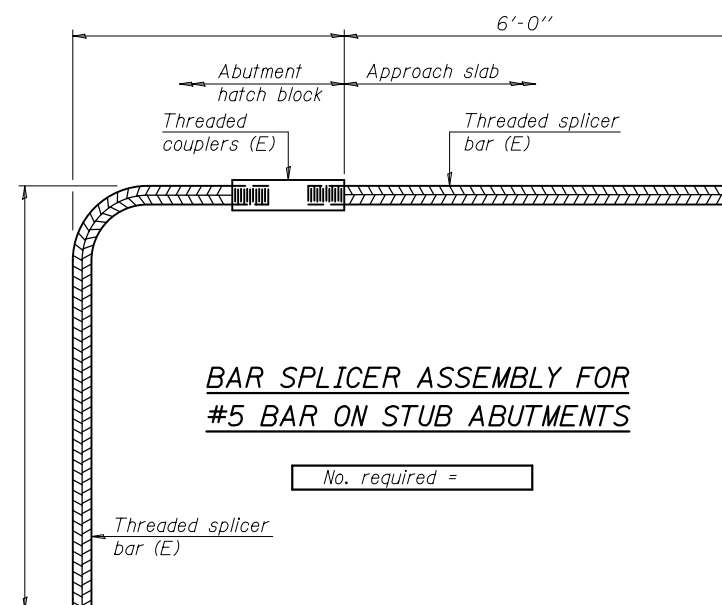 6'-0''
Abutment
hatch block
Approach slab
Threaded
couplers (E)
Threaded splicer
bar (E)
BAR SPLICER ASSEMBLY FOR
#5 BAR ON STUB ABUTMENTS
No. required =
Threaded splicer
bar (E)